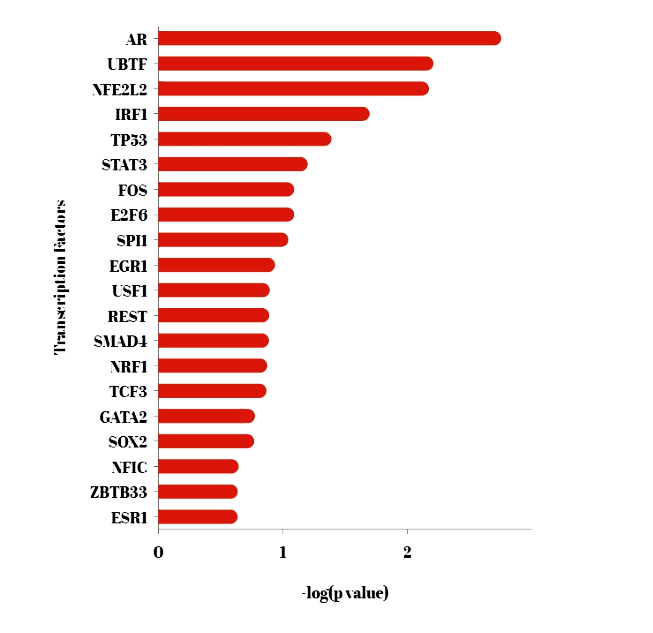 AR
UBTF
NFE2L2
IRF1
TP53
STAT3
FOS
E2F6
SPI1
EGR1
USF1
REST
SMAD4
NRF1
TCF3
GATA2
SOX2
NFIC
ZBTB33
ESR1
Transcription Factors
0 1 2
-log(p value)